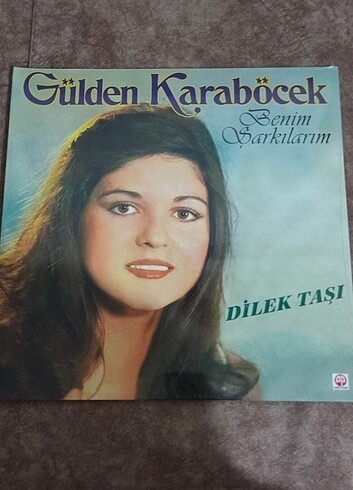 Gülden Karaböcek
Benim
Şarkılarım
DİLEK TAŞI